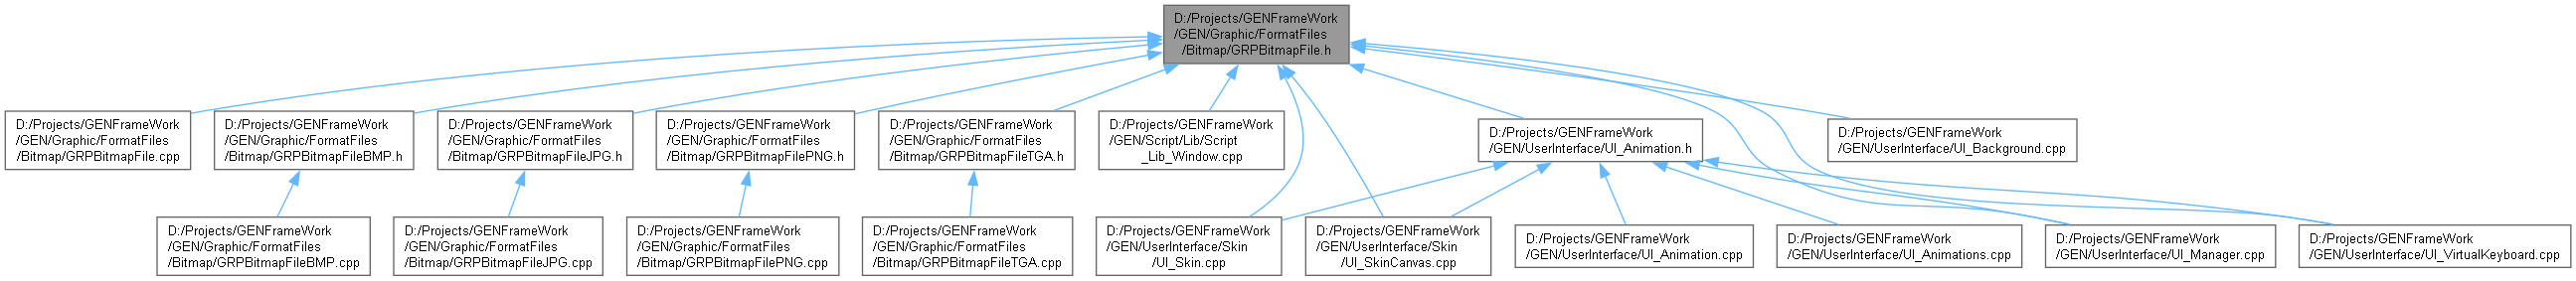 D:/Projects/GENFrameWork
/GEN/Graphic/FormatFiles
/Bitmap/GRPBitmapFile.h
D:/Projects/GENFrameWork
/GEN/Graphic/FormatFiles
/Bitmap/GRPBitmapFile.cpp
D:/Projects/GENFrameWork
/GEN/Graphic/FormatFiles
/Bitmap/GRPBitmapFileBMP.h
D:/Projects/GENFrameWork
/GEN/Graphic/FormatFiles
/Bitmap/GRPBitmapFileJPG.h
D:/Projects/GENFrameWork
/GEN/Graphic/FormatFiles
/Bitmap/GRPBitmapFilePNG.h
D:/Projects/GENFrameWork
/GEN/Graphic/FormatFiles
/Bitmap/GRPBitmapFileTGA.h
D:/Projects/GENFrameWork
/GEN/Script/Lib/Script
_Lib_Window.cpp
D:/Projects/GENFrameWork
/GEN/UserInterface/UI_Animation.h
D:/Projects/GENFrameWork
/GEN/UserInterface/UI_Background.cpp
D:/Projects/GENFrameWork
/GEN/Graphic/FormatFiles
/Bitmap/GRPBitmapFileBMP.cpp
D:/Projects/GENFrameWork
/GEN/Graphic/FormatFiles
/Bitmap/GRPBitmapFileJPG.cpp
D:/Projects/GENFrameWork
/GEN/Graphic/FormatFiles
/Bitmap/GRPBitmapFilePNG.cpp
D:/Projects/GENFrameWork
/GEN/Graphic/FormatFiles
/Bitmap/GRPBitmapFileTGA.cpp
D:/Projects/GENFrameWork
/GEN/UserInterface/Skin
/UI_Skin.cpp
D:/Projects/GENFrameWork
/GEN/UserInterface/Skin
/UI_SkinCanvas.cpp
D:/Projects/GENFrameWork
/GEN/UserInterface/UI_Animation.cpp
D:/Projects/GENFrameWork
/GEN/UserInterface/UI_Animations.cpp
D:/Projects/GENFrameWork
/GEN/UserInterface/UI_Manager.cpp
D:/Projects/GENFrameWork
/GEN/UserInterface/UI_VirtualKeyboard.cpp